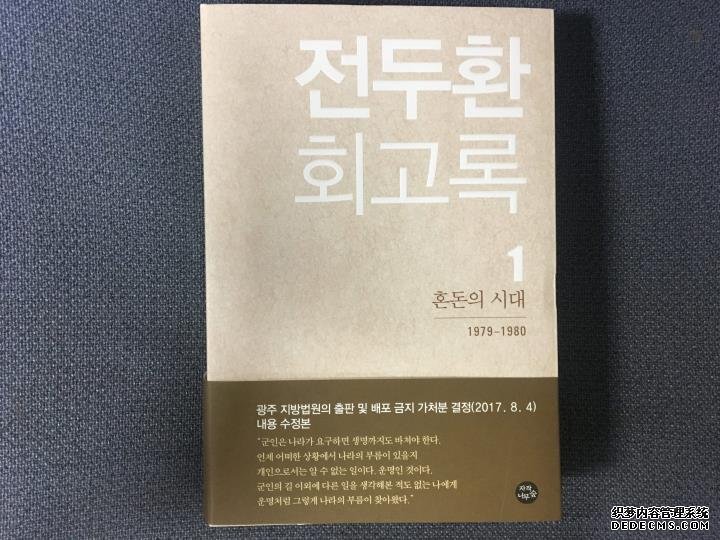 전두환
회고록
1
혼돈의 시대
1979-1980
광주 지방법원의 출판 및 배포 금지 가처분 결정(2017. 8. 4)
내용 수정본
"군인은 나라가 요구하면 생명까지도 바쳐야 한다.
언제 어떠한 상황에서 나라의 부름이 있을지
개인으로서는 알 수 없는 일이다. 운명인 것이다.
군인의 길 이외에 다른 일을 생각해본 적도 없는 나에게
운명처럼 그렇게 나라의 부름이 찾아왔다."
자작
나무숲
织梦内容管理系统
DEDECMS.COM